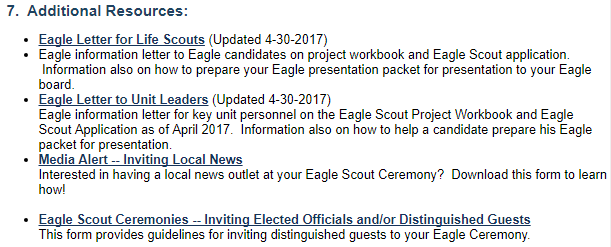 7. Additional Resources:
• Eagle Letter for Life Scouts (Updated 4-30-2017)
• Eagle information letter to Eagle candidates on project workbook and Eagle Scout application.
Information also on how to prepare your Eagle presentation packet for presentation to your Eagle
board.
• Eagle Letter to Unit Leaders (Updated 4-30-2017)
Eagle information letter for key unit personnel on the Eagle Scout Project Workbook and Eagle
Scout Application as of April 2017. Information also on how to help a candidate prepare his Eagle
packet for presentation.
• Media Alert -- Inviting Local News
Interested in having a local news outlet at your Eagle Scout Ceremony? Download this form to learn
how!
• Eagle Scout Ceremonies -- Inviting Elected Officials and/or Distinguished Guests
This form provides guidelines for inviting distinguished guests to your Eagle Ceremony.